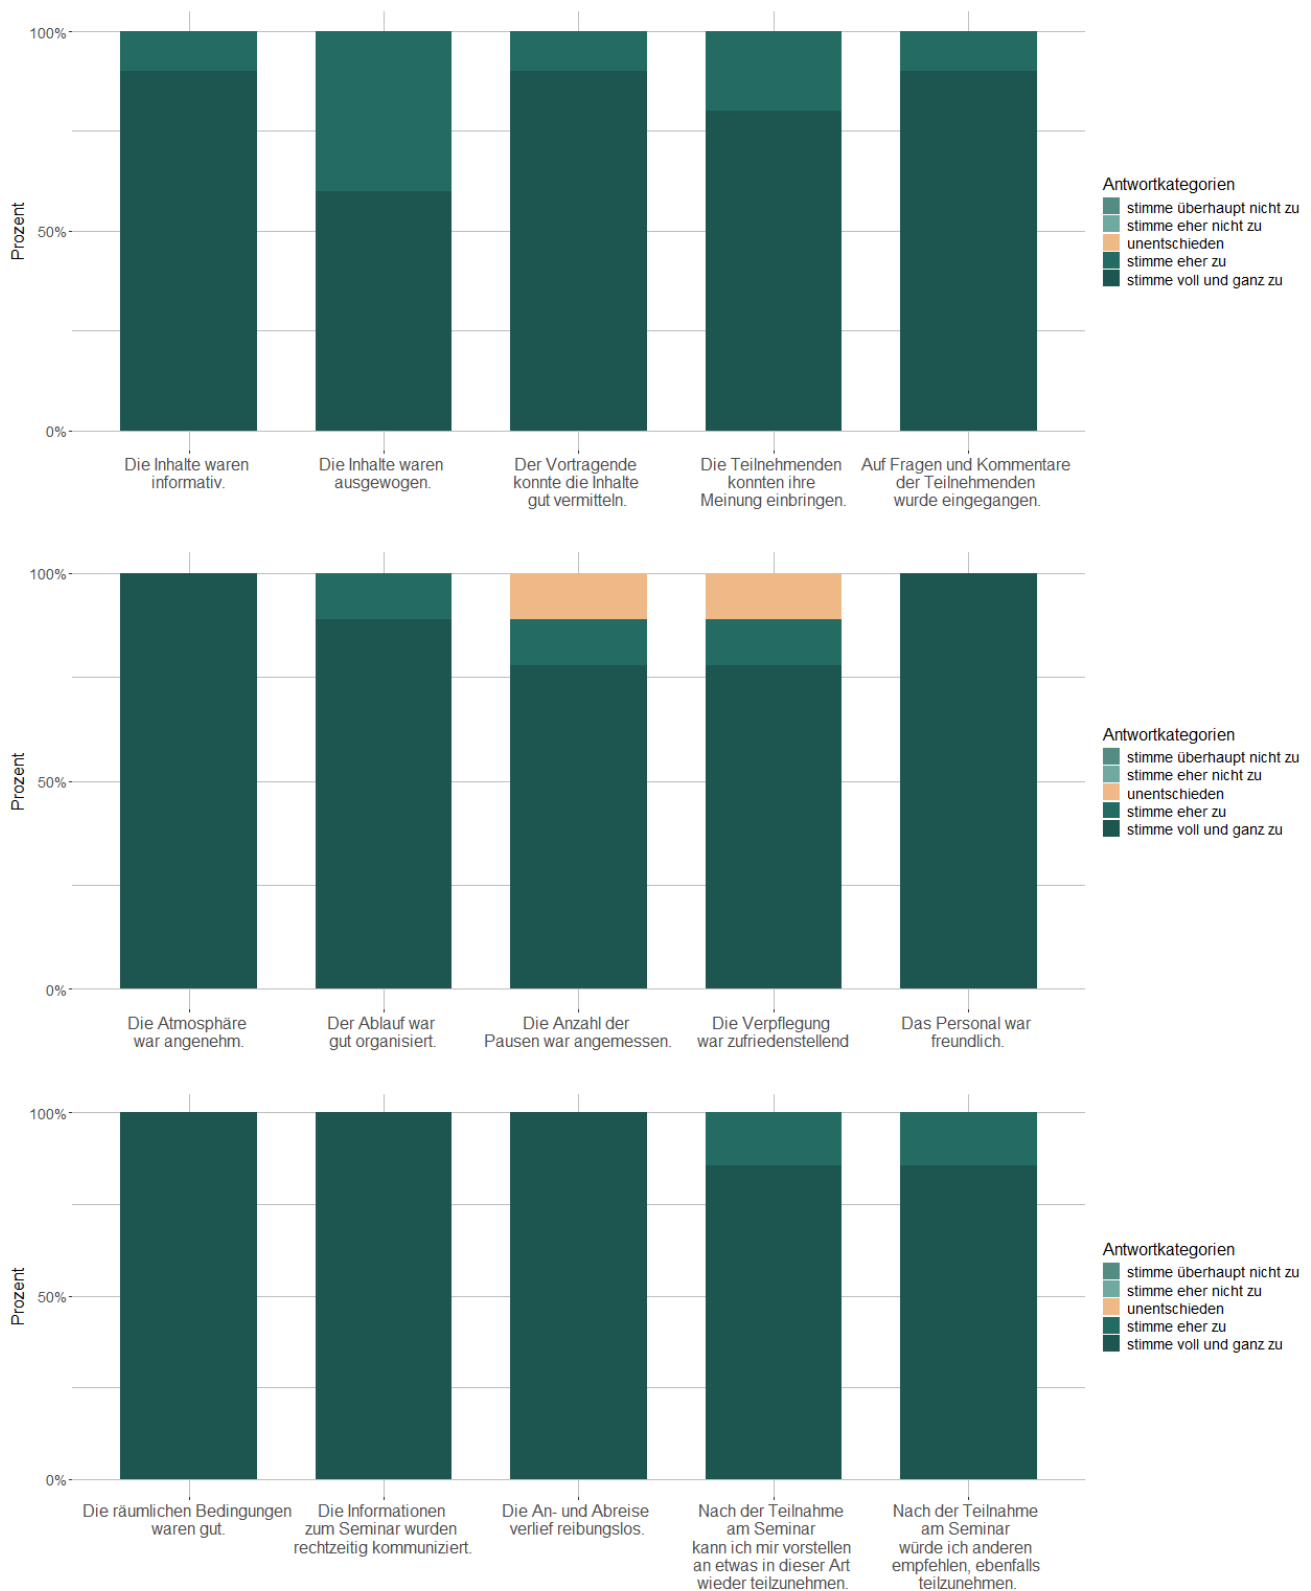 100%
50%
0%
Prozent
Die Inhalte waren
informativ.
Die Inhalte waren
ausgewogen.
Der Vortragende
konnte die Inhalte
gut vermitteln.
Die Teilnehmenden
konnten ihre
Meinung einbringen.
Auf Fragen und Kommentare
der Teilnehmenden
wurde eingegangen.
Antwortkategorien
stimme überhaupt nicht zu
stimme eher nicht zu
unentschieden
stimme eher zu
stimme voll und ganz zu
100%
50%
0%
Prozent
Die Atmosphäre
war angenehm.
Der Ablauf war
gut organisiert.
Die Anzahl der
Pausen war angemessen.
Die Verpflegung
war zufriedenstellend
Das Personal war
freundlich.
Antwortkategorien
stimme überhaupt nicht zu
stimme eher nicht zu
unentschieden
stimme eher zu
stimme voll und ganz zu
100%
50%
0%
Prozent
Die räumlichen Bedingungen
waren gut.
Die Informationen
zum Seminar wurden
rechtzeitig kommuniziert.
Die An- und Abreise
verlief reibungslos.
Nach der Teilnahme
am Seminar
kann ich mir vorstellen
an etwas in dieser Art
wieder teilzunehmen.
Nach der Teilnahme
am Seminar
würde ich anderen
empfehlen, ebenfalls
teilzunehmen.
Antwortkategorien
stimme überhaupt nicht zu
stimme eher nicht zu
unentschieden
stimme eher zu
stimme voll und ganz zu